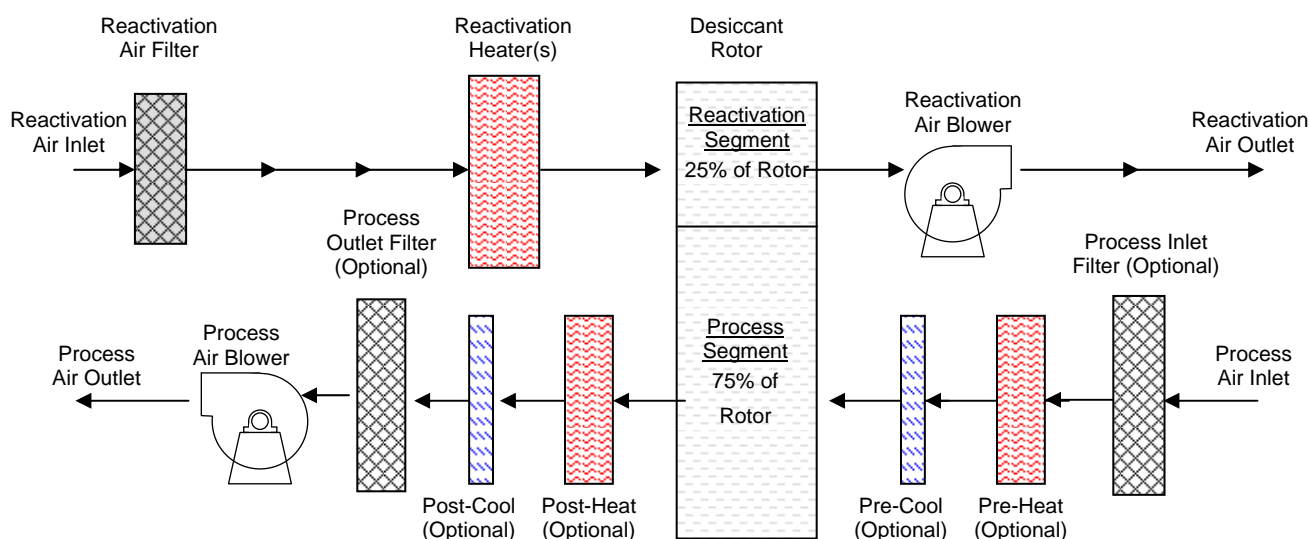 Reactivation
Air Filter
Reactivation
Heater(s)
Desiccant
Rotor
Reactivation
Air Inlet
Reactivation
Segment
25% of Rotor
Reactivation
Air Blower
Reactivation
Air Outlet
Process
Outlet Filter
(Optional)
Process Inlet
Filter (Optional)
Process
Air Outlet
Process
Air Blower
Process
Segment
75% of
Rotor
Process
Air Inlet
Post-Cool
(Optional)
Post-Heat
(Optional)
Pre-Cool
(Optional)
Pre-Heat
(Optional)